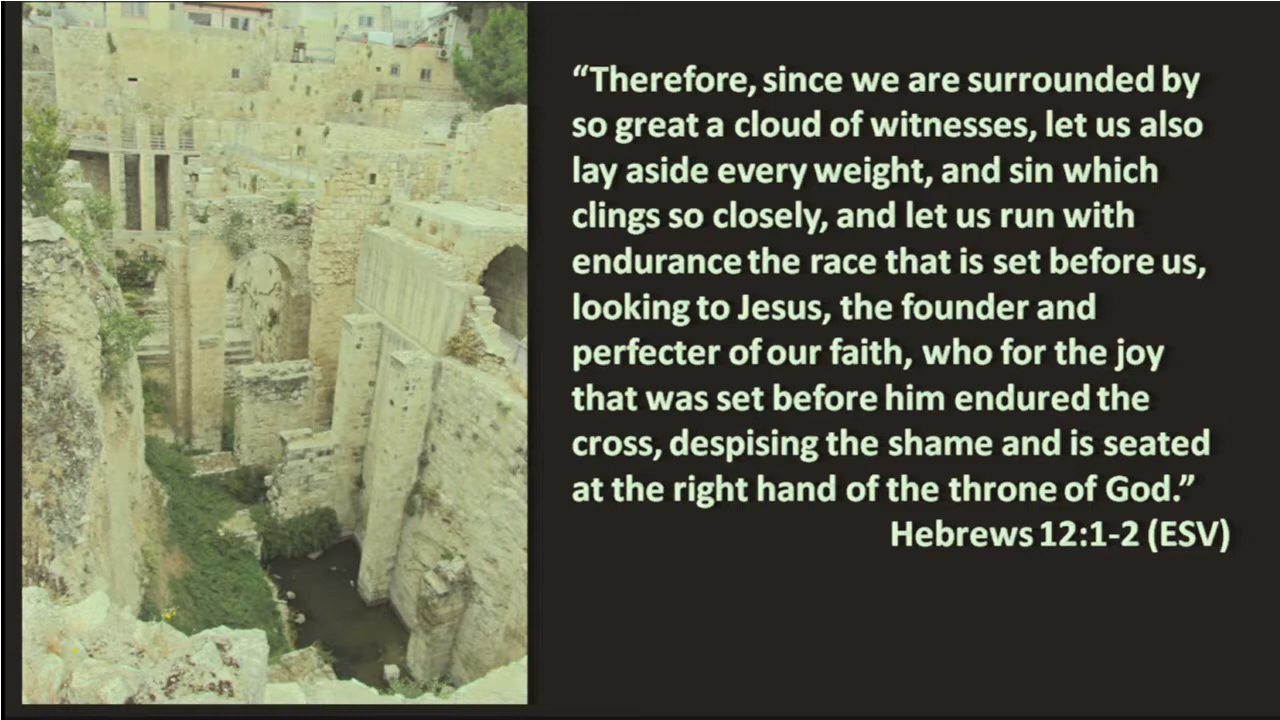 “Therefore, since we are surrounded by
so great a cloud of witnesses, let us also
lay aside every weight, and sin which
clings so closely, and let us run with
endurance the race that is set before us,
looking to Jesus, the founder and
perfecter of our faith, who for the joy
that was set before him endured the
cross, despising the shame and is seated
at the right hand of the throne of God.”
Hebrews 12:1-2 (ESV)